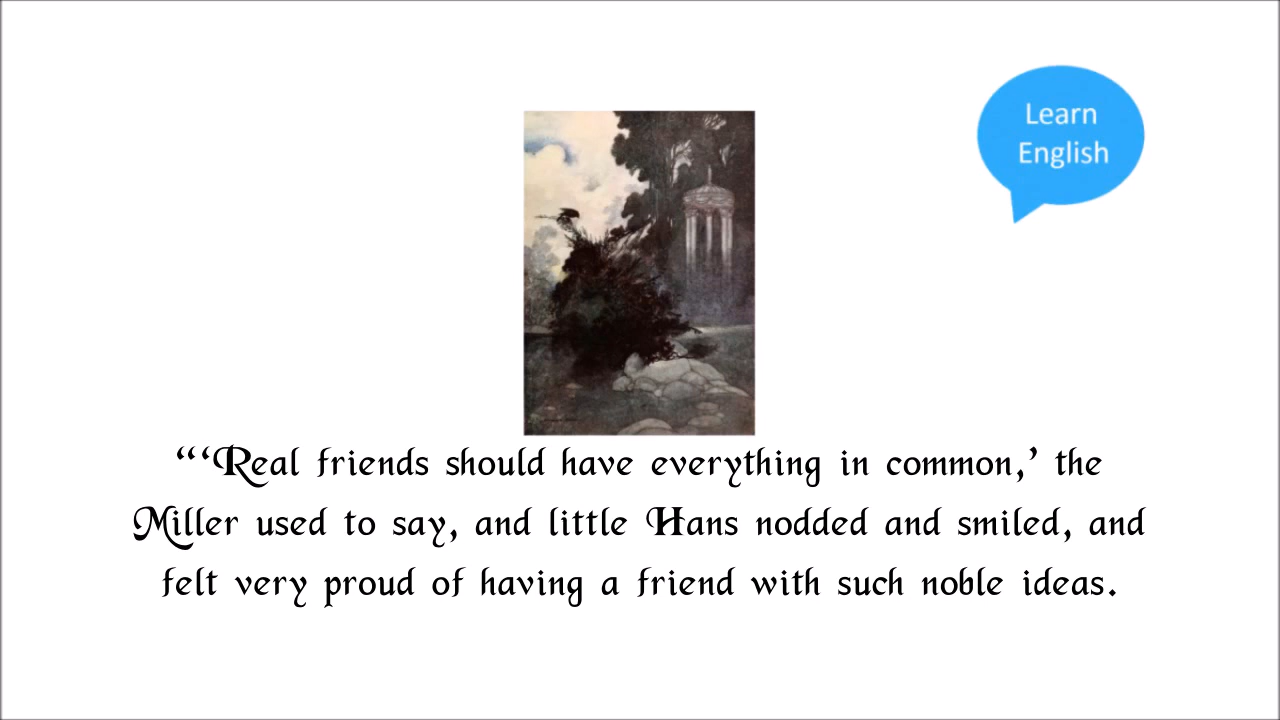 Learn
English
“‘Real friends should have everything in common,’ the
Miller used to say, and little Hans nodded and smiled, and
felt very proud of having a friend with such noble ideas.